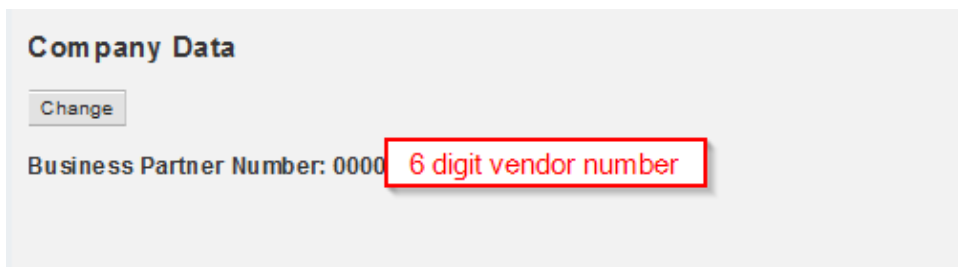 Company Data
Change
Business Partner Number: 0000 6 digit vendor number